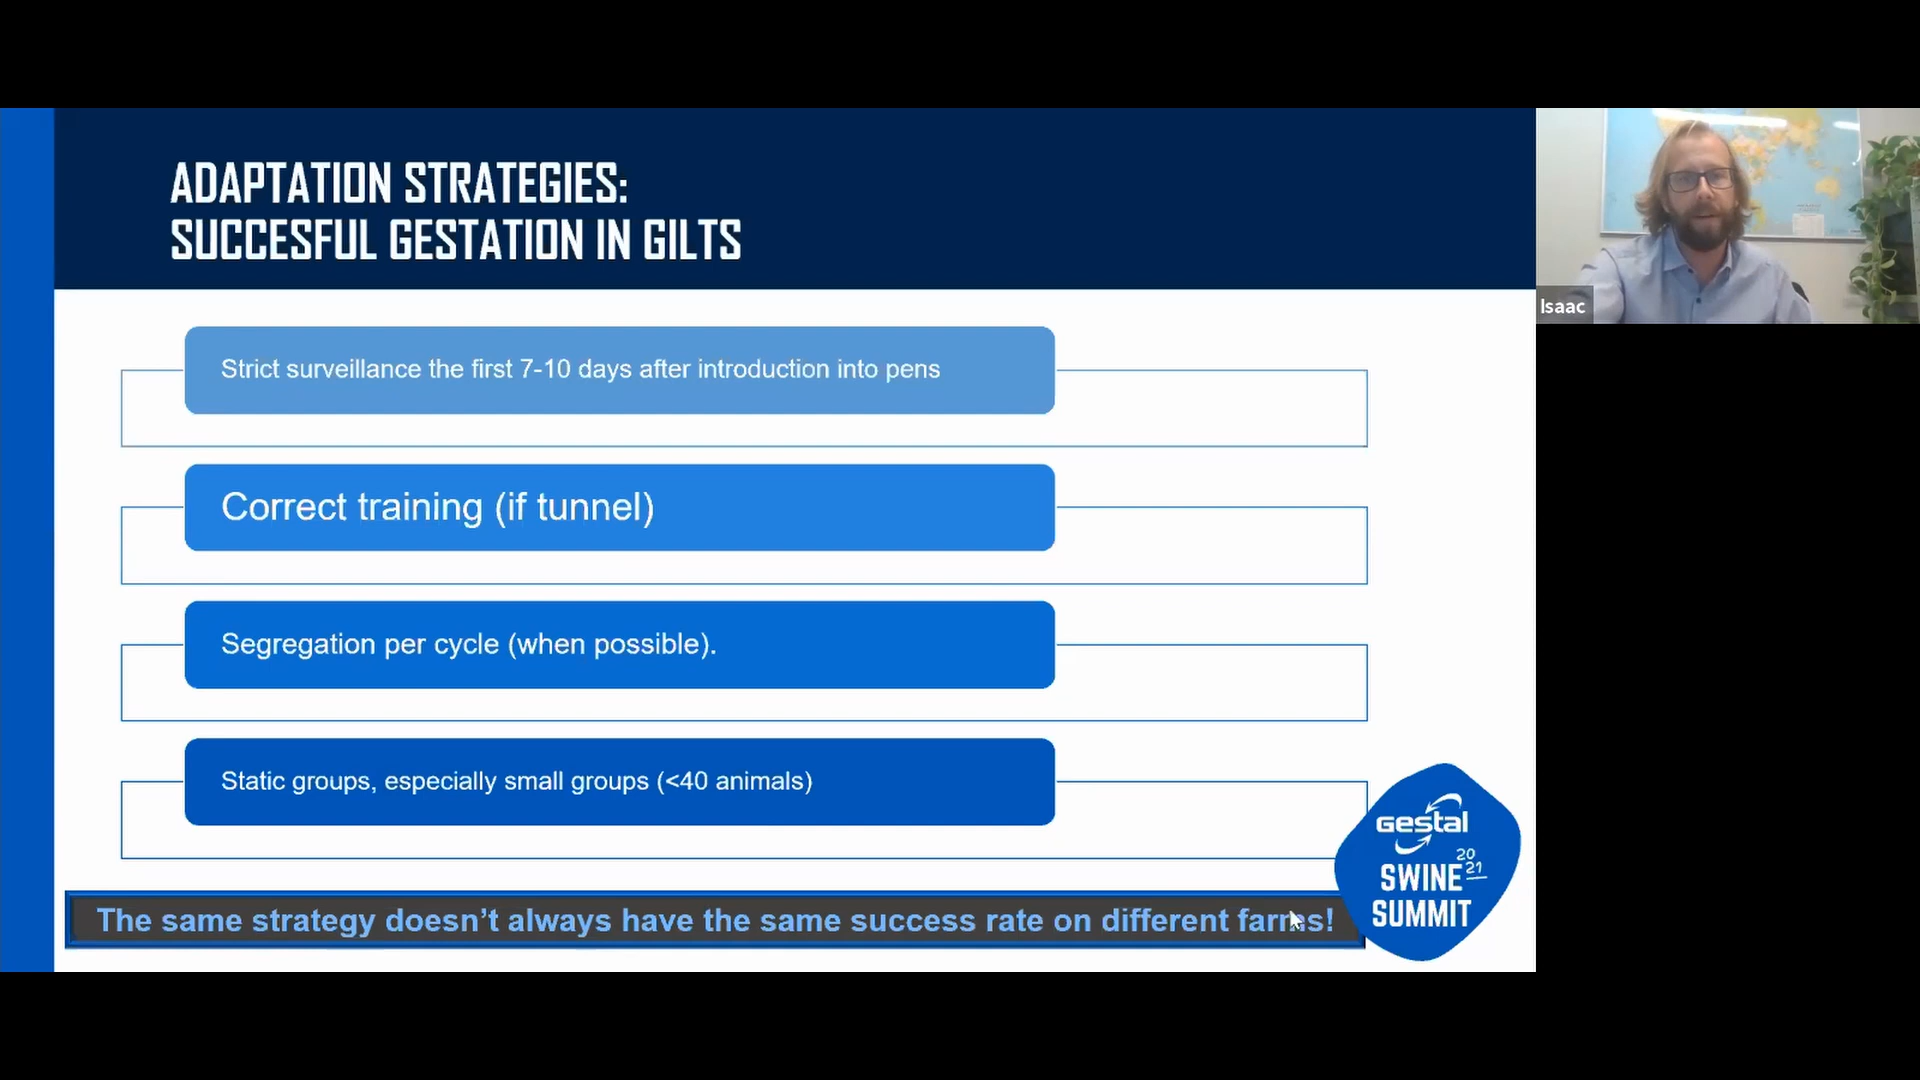 ADAPTATION STRATEGIES:
SUCCESFUL GESTATION IN GILTS
Isaac
Strict surveillance the first 7-10 days after introduction into pens
Correct training (if tunnel)
Segregation per cycle (when possible).
Static groups, especially small groups (<40 animals)
The same strategy doesn't always have the same success rate on different farms!
Gestal
SWINE 2021
SUMMIT